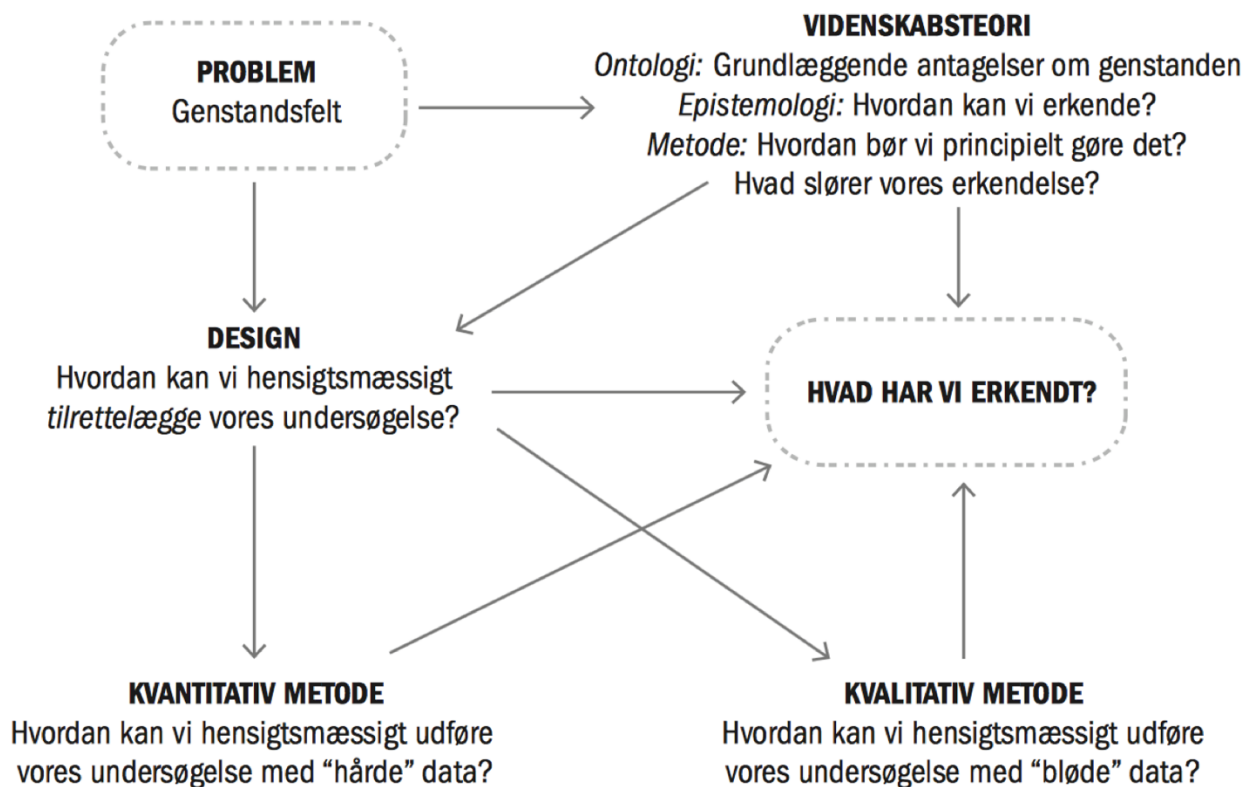 PROBLEM
Genstandsfelt
VIDENSKABSTEORI
Ontologi: Grundlæggende antagelser om genstanden
Epistemologi: Hvordan kan vi erkende?
Metode: Hvordan bør vi principielt gøre det?
Hvad slører vores erkendelse?
DESIGN
Hvordan kan vi hensigtsmæssigt
tilrettelægge vores undersøgelse?
HVAD HAR VI ERKENDT?
KVANTITATIV METODE
Hvordan kan vi hensigtsmæssigt udføre
vores undersøgelse med “hårde” data?
KVALITATIV METODE
Hvordan kan vi hensigtsmæssigt udføre
vores undersøgelse med “bløde” data?